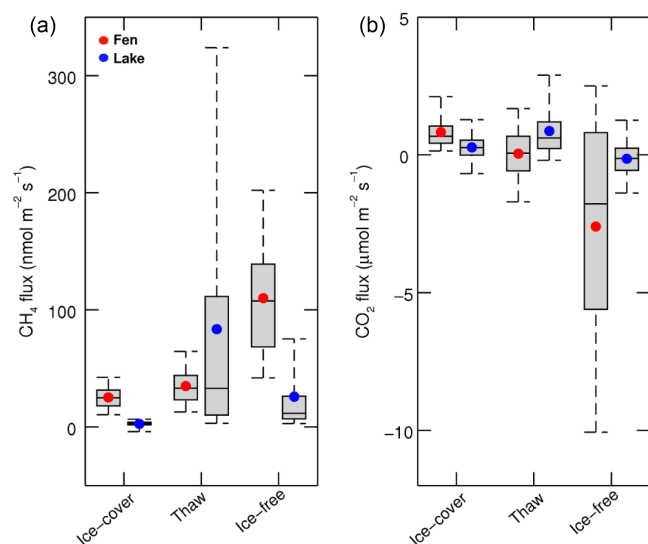 (a)
Fen
Lake
300
200
100
0
CH₄ flux (nmol m⁻² s⁻¹)
Ice−cover
Thaw
Ice−free
(b)
5
0
−5
−10
CO₂ flux (μmol m⁻² s⁻¹)
Ice−cover
Thaw
Ice−free